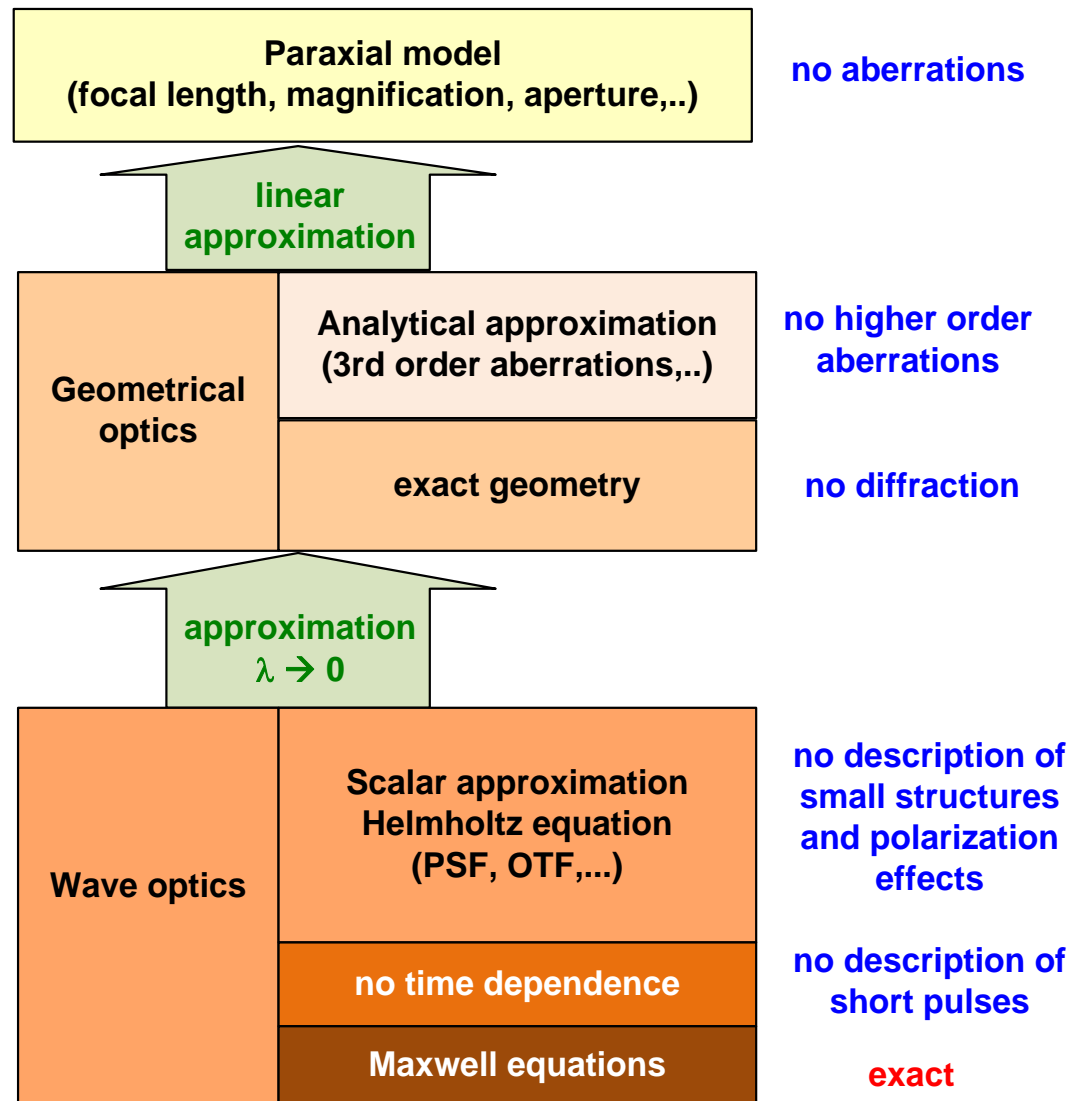 Paraxial model
(focal length, magnification, aperture,..)
no aberrations
linear
approximation
Geometrical
optics
Analytical approximation
(3rd order aberrations,..)
no higher order
aberrations
exact geometry
no diffraction
approximation
λ → 0
Wave optics
Scalar approximation
Helmholtz equation
(PSF, OTF,...)
no description of
small structures
and polarization
effects
no time dependence
no description of
short pulses
Maxwell equations
exact